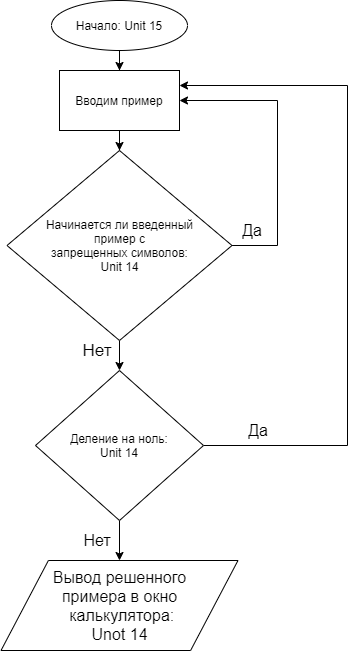 Начало: Unit 15
Вводим пример
Начинается ли введенный
пример с
запрещенных символов:
Unit 14
Да
Нет
Деление на ноль:
Unit 14
Да
Нет
Вывод решенного
примера в окно
калькулятора:
Unot 14